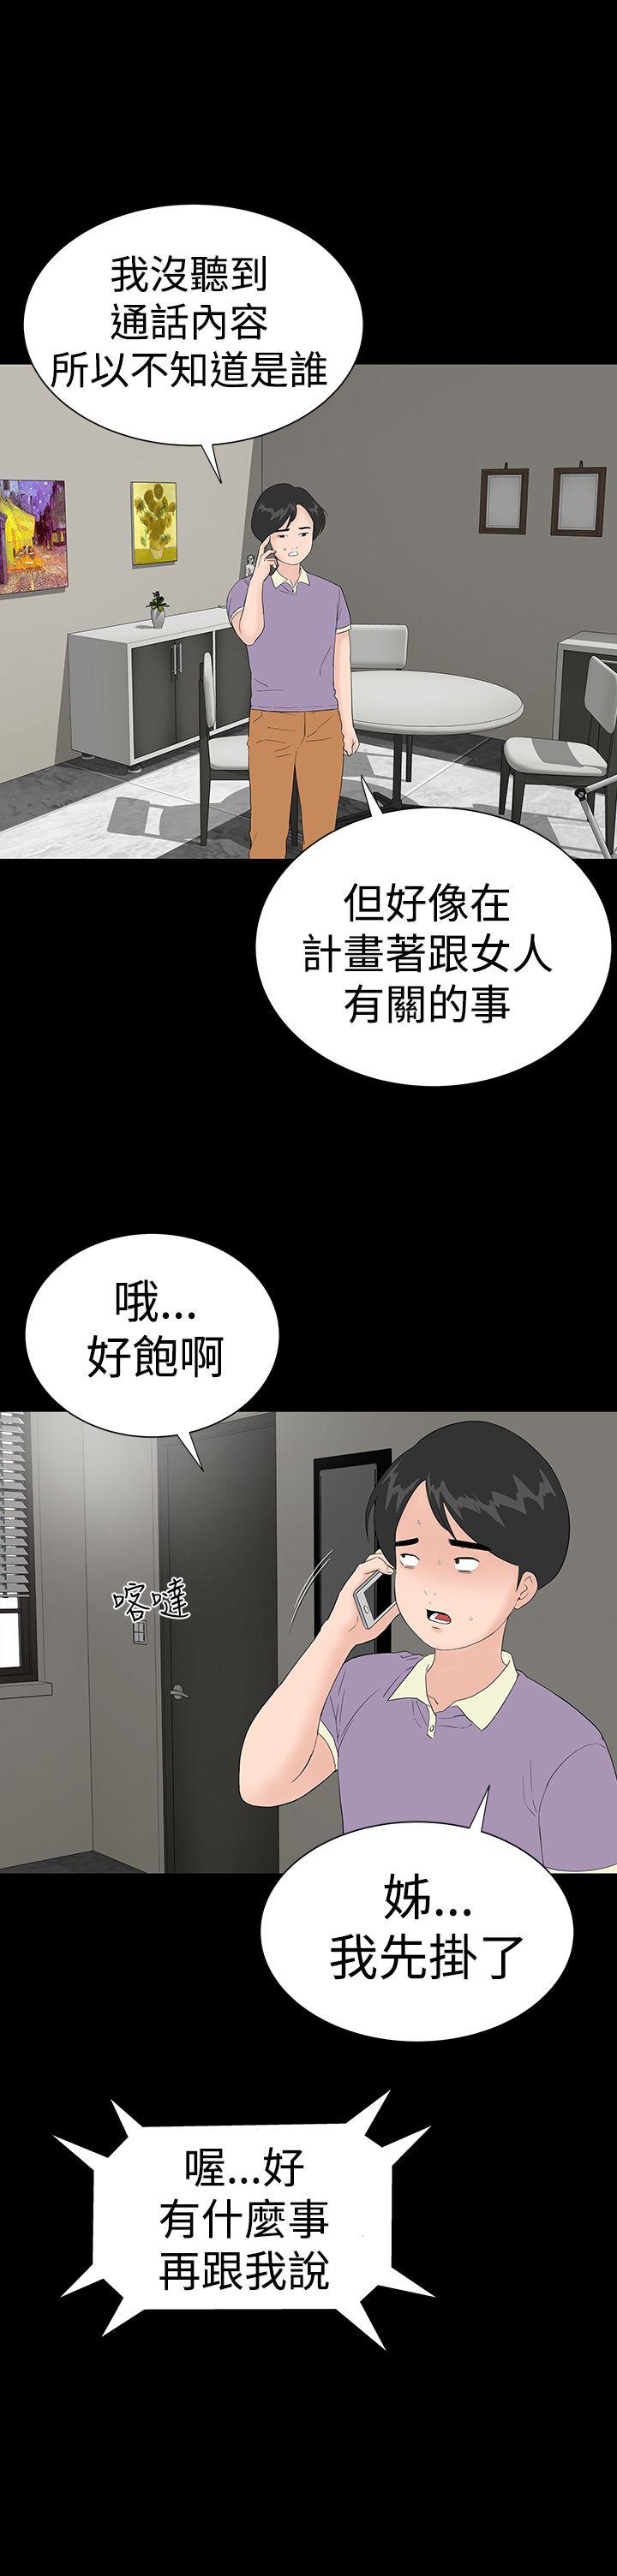 我沒聽到
通話內容
所以不知道是誰
但好像在
計畫著跟女人
有關的事
哦...
好飽啊
喀噠
姊...
我先掛了
喔...好
有什麼事
再跟我說